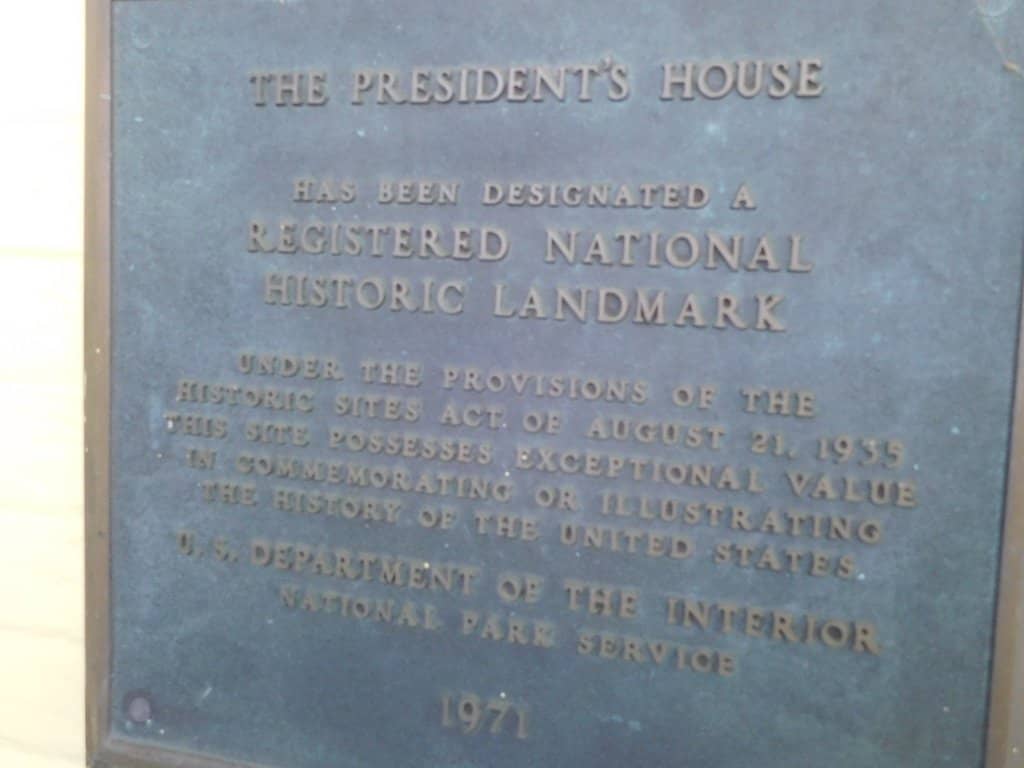 THE PRESIDENT'S HOUSE
HAS BEEN DESIGNATED A
REGISTERED NATIONAL
HISTORIC LANDMARK
UNDER THE PROVISIONS OF THE
HISTORIC SITES ACT OF AUGUST 21, 1935
THIS SITE POSSESSES EXCEPTIONAL VALUE
IN COMMEMORATING OR ILLUSTRATING
THE HISTORY OF THE UNITED STATES
U.S. DEPARTMENT OF THE INTERIOR
NATIONAL PARK SERVICE
1971